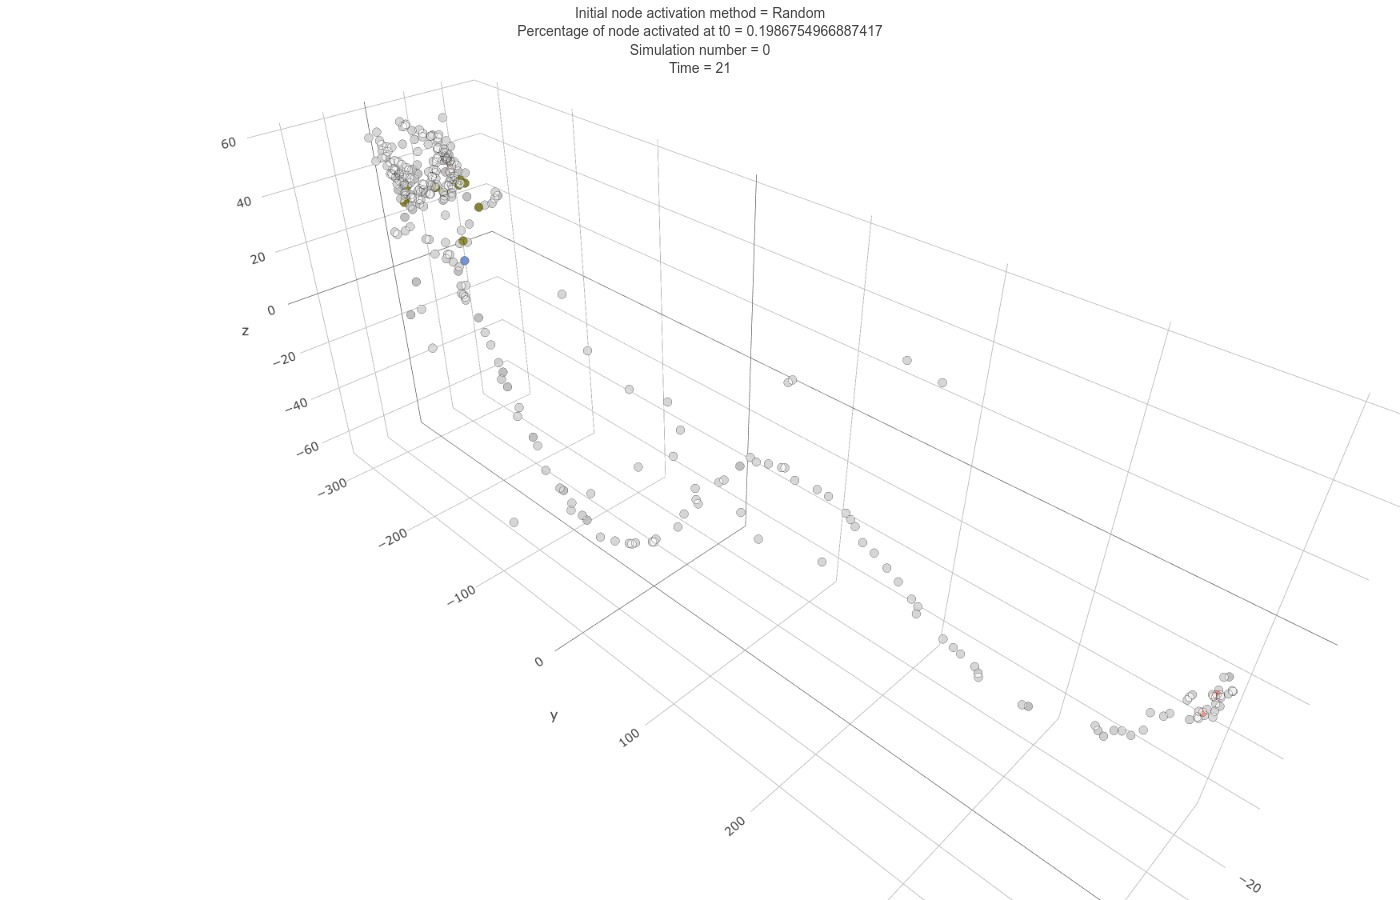 Initial node activation method = Random
Percentage of node activated at t0 = 0.1986754966887417
Simulation number = 0
Time = 21
60
40
20
0
z
−20
−40
−60
−300
−200
−100
0
y
100
200
−20